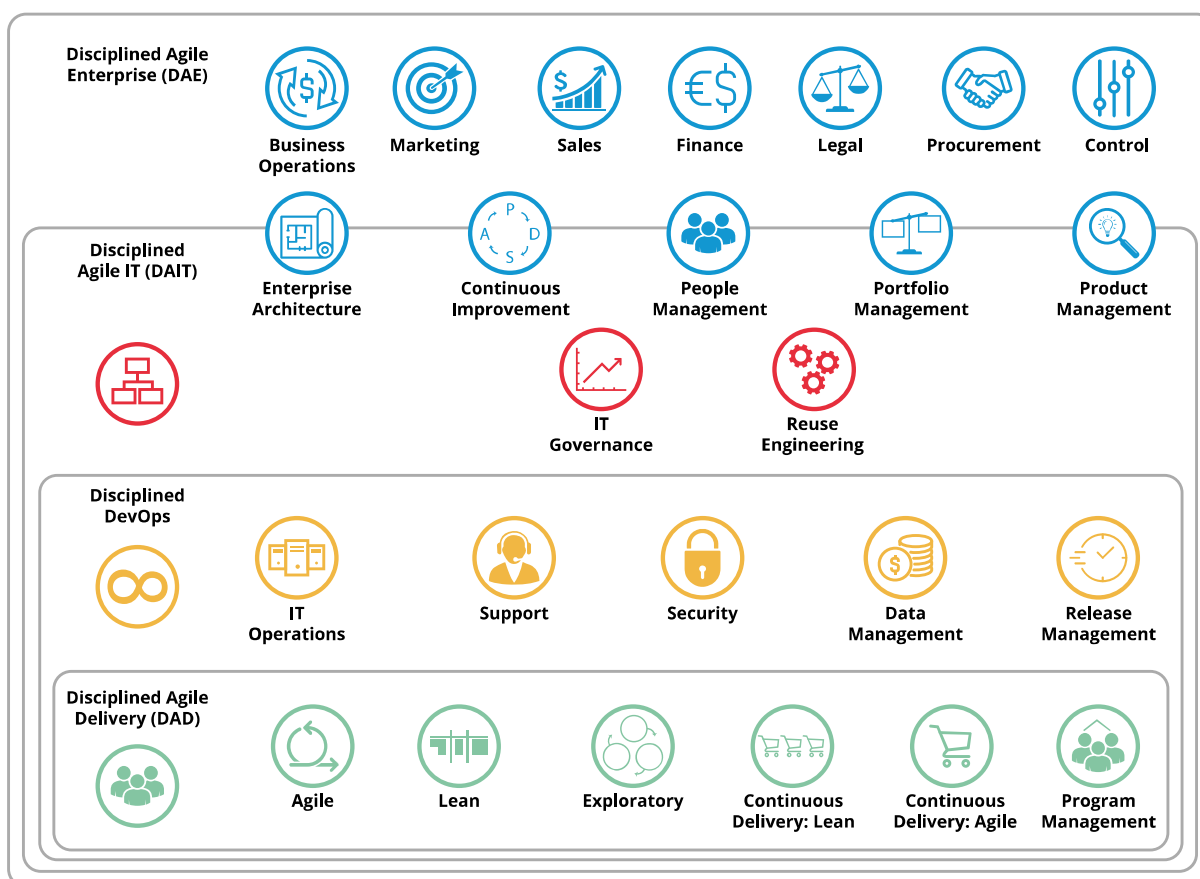 Disciplined Agile
Enterprise (DAE)
$
$
€$
Business
Operations
Marketing
Sales
Finance
Legal
Procurement
Control
Disciplined
Agile IT (DAIT)
P
A
D
S
Enterprise
Architecture
Continuous
Improvement
People
Management
Portfolio
Management
Product
Management
IT
Governance
Reuse
Engineering
Disciplined
DevOps
$
IT
Operations
Support
Security
Data
Management
Release
Management
Disciplined Agile
Delivery (DAD)
Agile
Lean
Exploratory
Continuous
Delivery: Lean
Continuous
Delivery: Agile
Program
Management